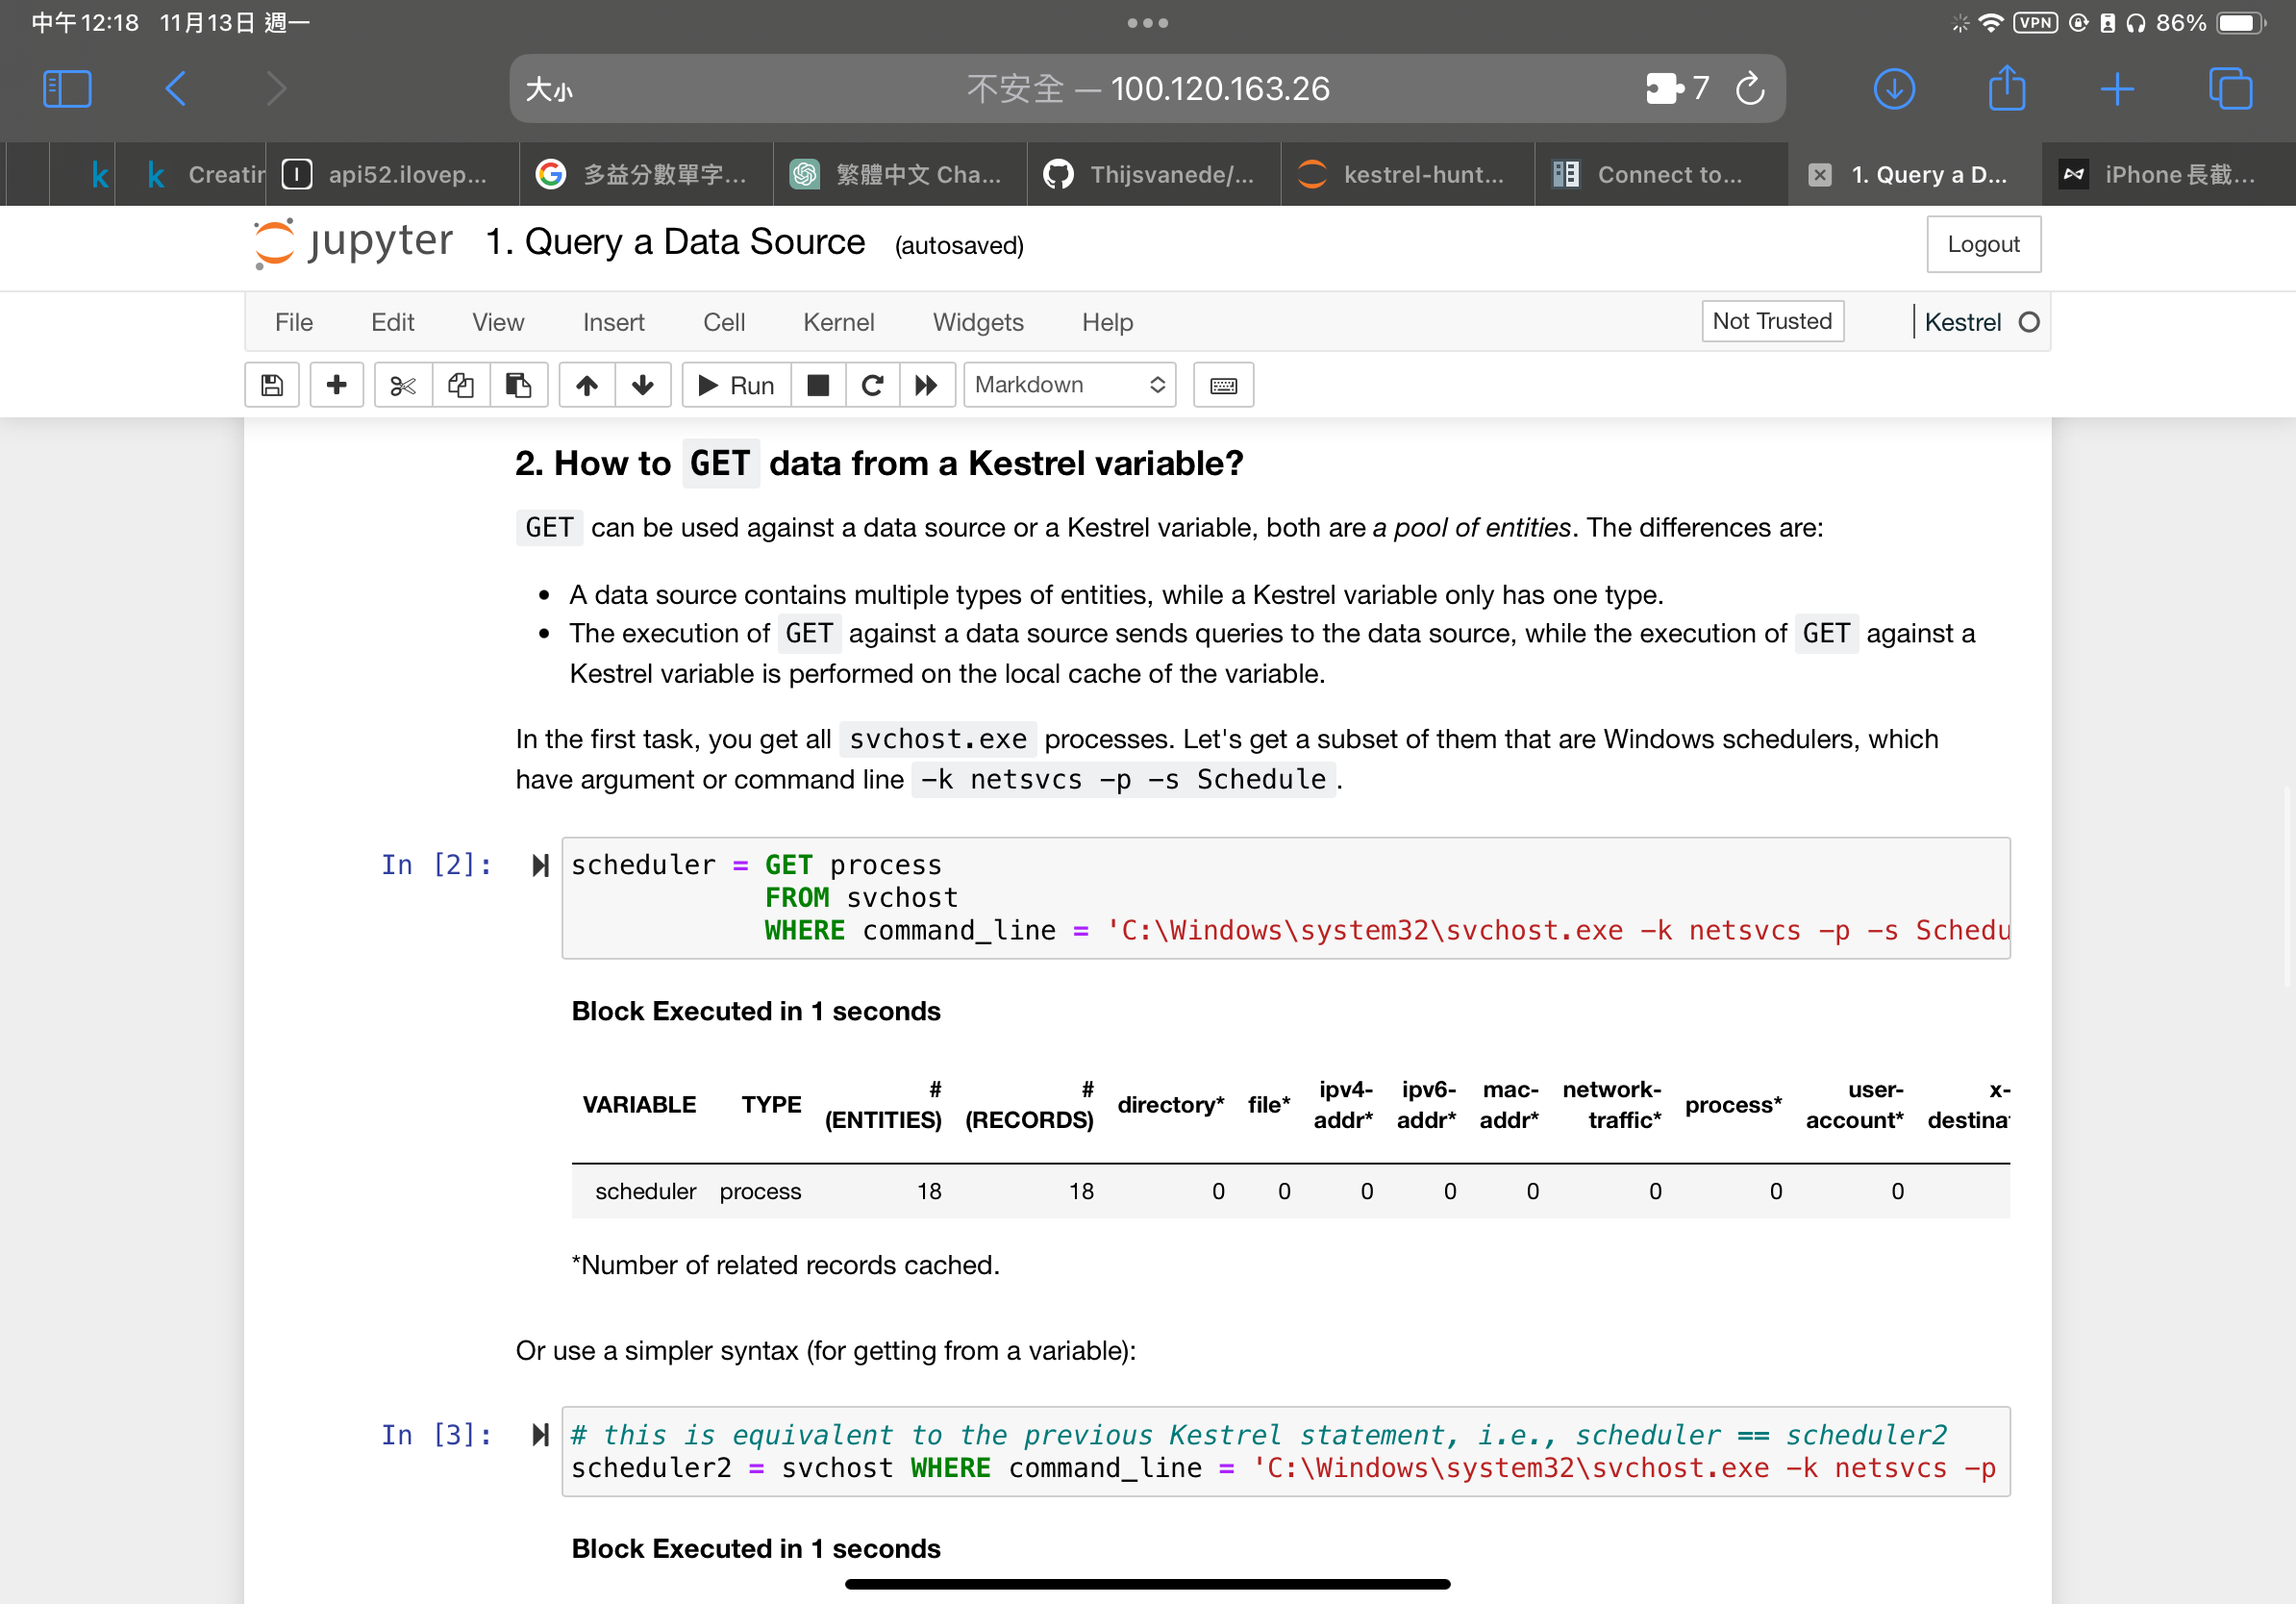 中午12:18 11月13日 週一
VPN 86%
大小
不安全 — 100.120.163.26
7
k
k Creatin
I api52.ilovep...
多益分數單字...
繁體中文 Cha...
Thijsvanede/...
kestrel-hunt...
Connect to...
1. Query a D...
iPhone 長截...
jupyter 1. Query a Data Source (autosaved)
Logout
File Edit View Insert Cell Kernel Widgets Help
Not Trusted
Kestrel
Run
Markdown
2. How to GET data from a Kestrel variable?
GET can be used against a data source or a Kestrel variable, both are a pool of entities. The differences are:
• A data source contains multiple types of entities, while a Kestrel variable only has one type.
• The execution of GET against a data source sends queries to the data source, while the execution of GET against a
Kestrel variable is performed on the local cache of the variable.
In the first task, you get all svchost.exe processes. Let's get a subset of them that are Windows schedulers, which
have argument or command line -k netsvcs -p -s Schedule .
In [2]:
scheduler = GET process
FROM svchost
WHERE command_line = 'C:\Windows\system32\svchost.exe -k netsvcs -p -s Schedu
Block Executed in 1 seconds
VARIABLE TYPE # (ENTITIES) # (RECORDS) directory* file* ipv4-addr* ipv6-addr* mac-addr* network-traffic* process* user-account* x-destina
scheduler process 18 18 0 0 0 0 0 0 0 0
*Number of related records cached.
Or use a simpler syntax (for getting from a variable):
In [3]:
# this is equivalent to the previous Kestrel statement, i.e., scheduler == scheduler2
scheduler2 = svchost WHERE command_line = 'C:\Windows\system32\svchost.exe -k netsvcs -p
Block Executed in 1 seconds